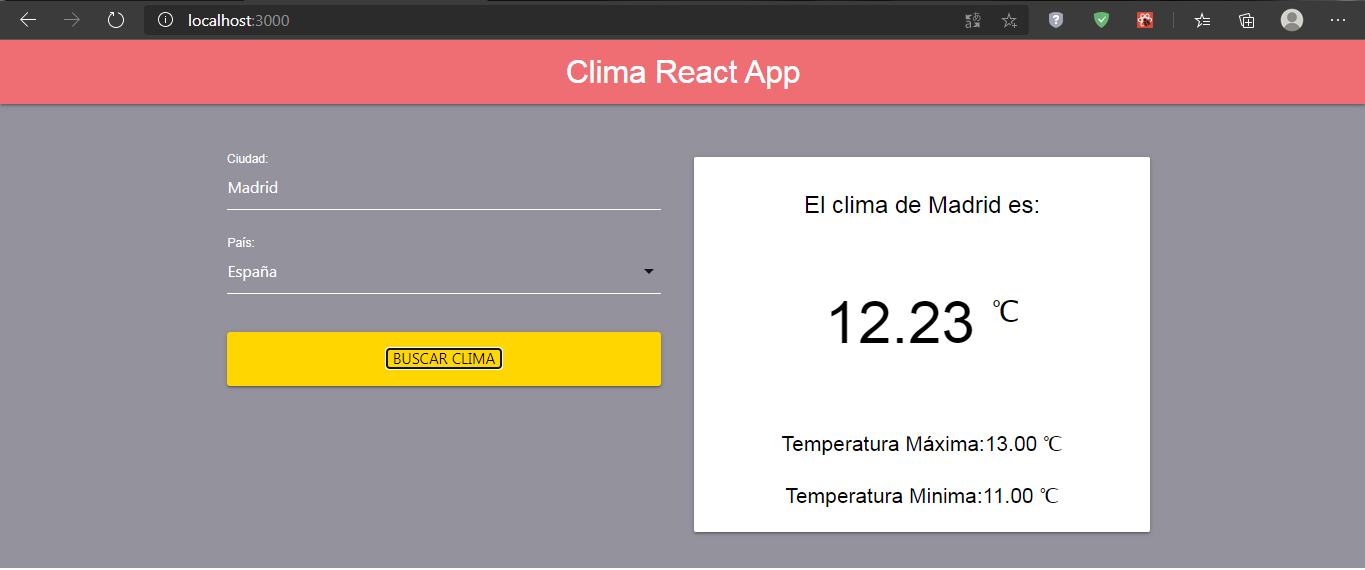 localhost:3000
Clima React App
Ciudad:
Madrid
País:
España
BUSCAR CLIMA
El clima de Madrid es:
12.23 ℃
Temperatura Máxima:13.00 ℃
Temperatura Minima:11.00 ℃